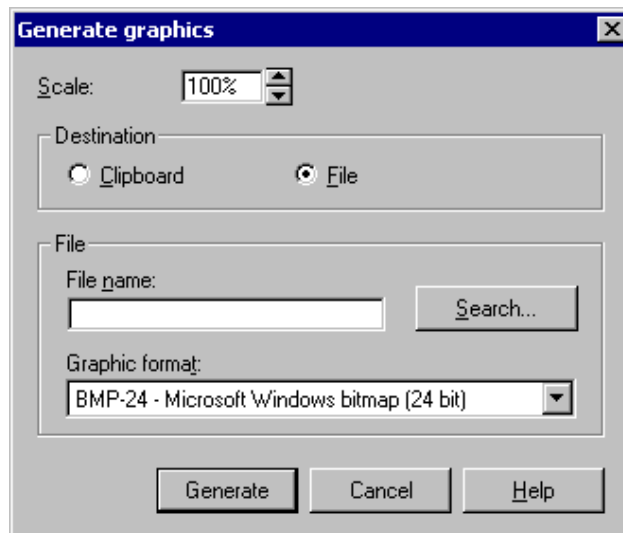 Generate graphics
Scale: 100%
Destination
Clipboard File
File
File name:
Search...
Graphic format:
BMP-24 - Microsoft Windows bitmap (24 bit)
Generate Cancel Help